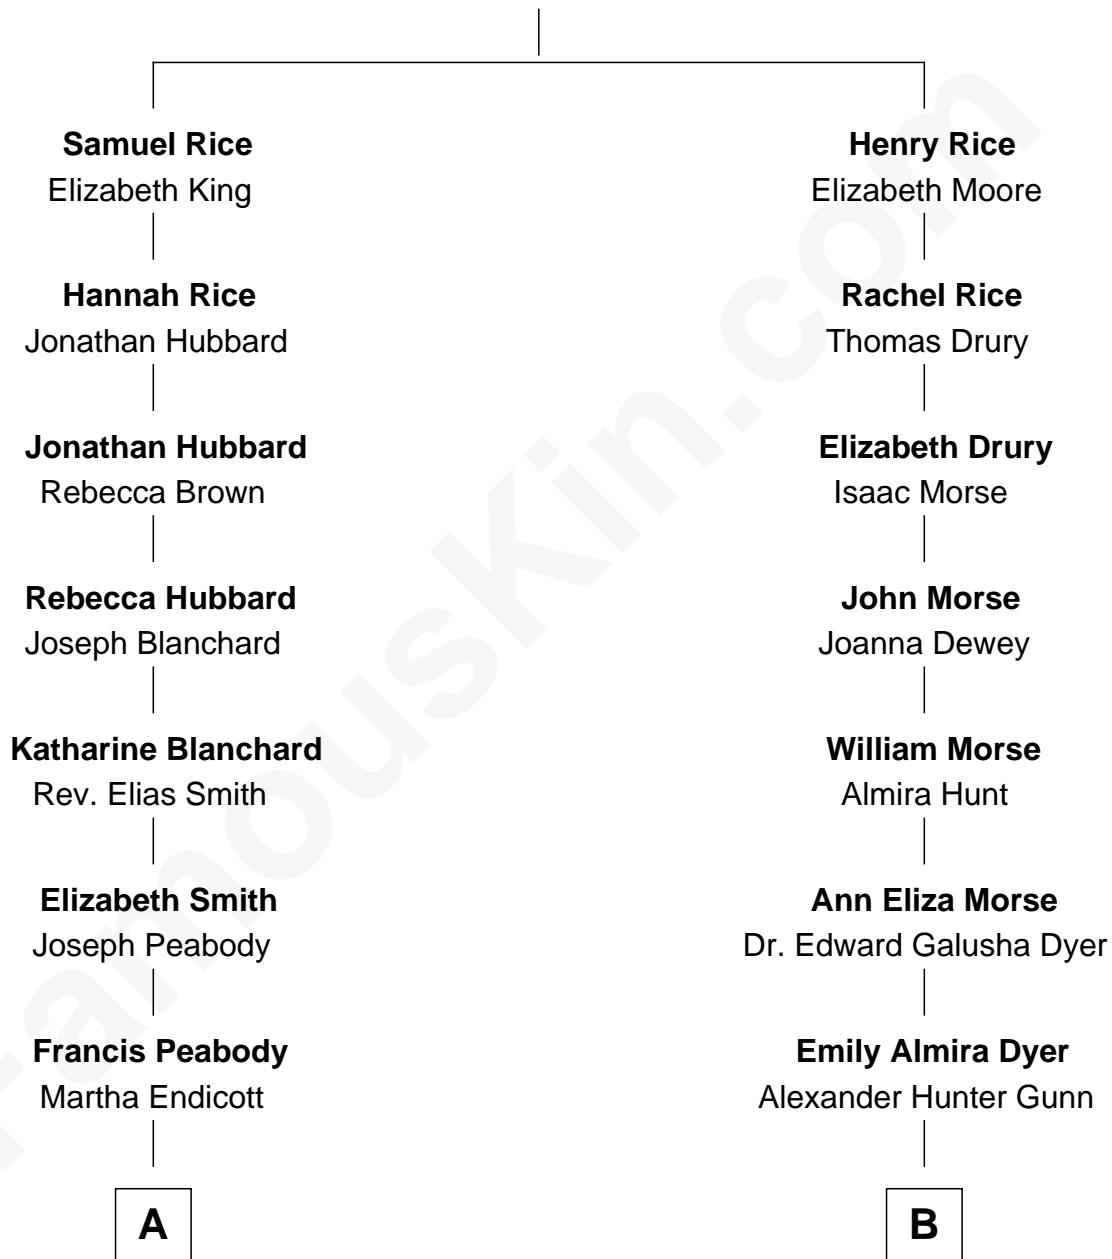 Samuel Rice
Elizabeth King
Henry Rice
Elizabeth Moore
Hannah Rice
Jonathan Hubbard
Rachel Rice
Thomas Drury
Jonathan Hubbard
Rebecca Brown
Elizabeth Drury
Isaac Morse
Rebecca Hubbard
Joseph Blanchard
John Morse
Joanna Dewey
Katharine Blanchard
Rev. Elias Smith
William Morse
Almira Hunt
Elizabeth Smith
Joseph Peabody
Ann Eliza Morse
Dr. Edward Galusha Dyer
Francis Peabody
Martha Endicott
Emily Almira Dyer
Alexander Hunter Gunn
A
B
FamousKin.com